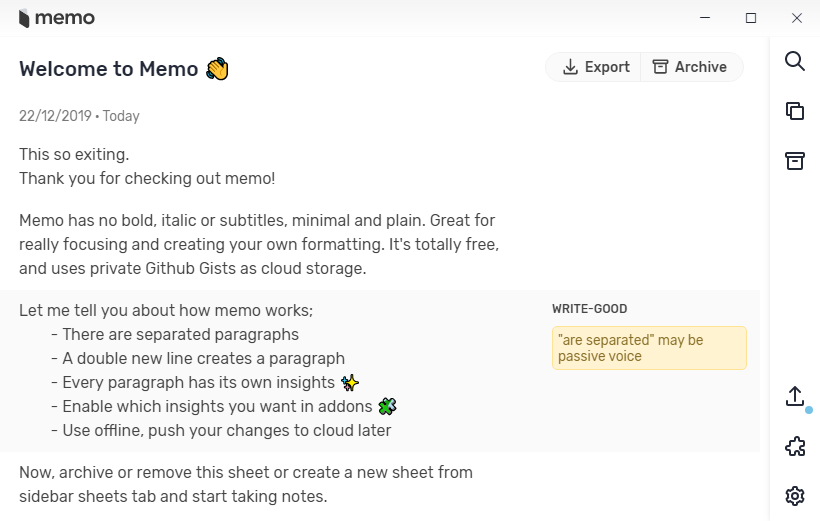 memo
Welcome to Memo 👋
Export
Archive
22/12/2019 • Today
This so exiting.
Thank you for checking out memo!
Memo has no bold, italic or subtitles, minimal and plain. Great for
really focusing and creating your own formatting. It's totally free,
and uses private Github Gists as cloud storage.
Let me tell you about how memo works;
- There are separated paragraphs
- A double new line creates a paragraph
- Every paragraph has its own insights ✨
- Enable which insights you want in addons 🧩
- Use offline, push your changes to cloud later
WRITE-GOOD
"are separated" may be
passive voice
Now, archive or remove this sheet or create a new sheet from
sidebar sheets tab and start taking notes.